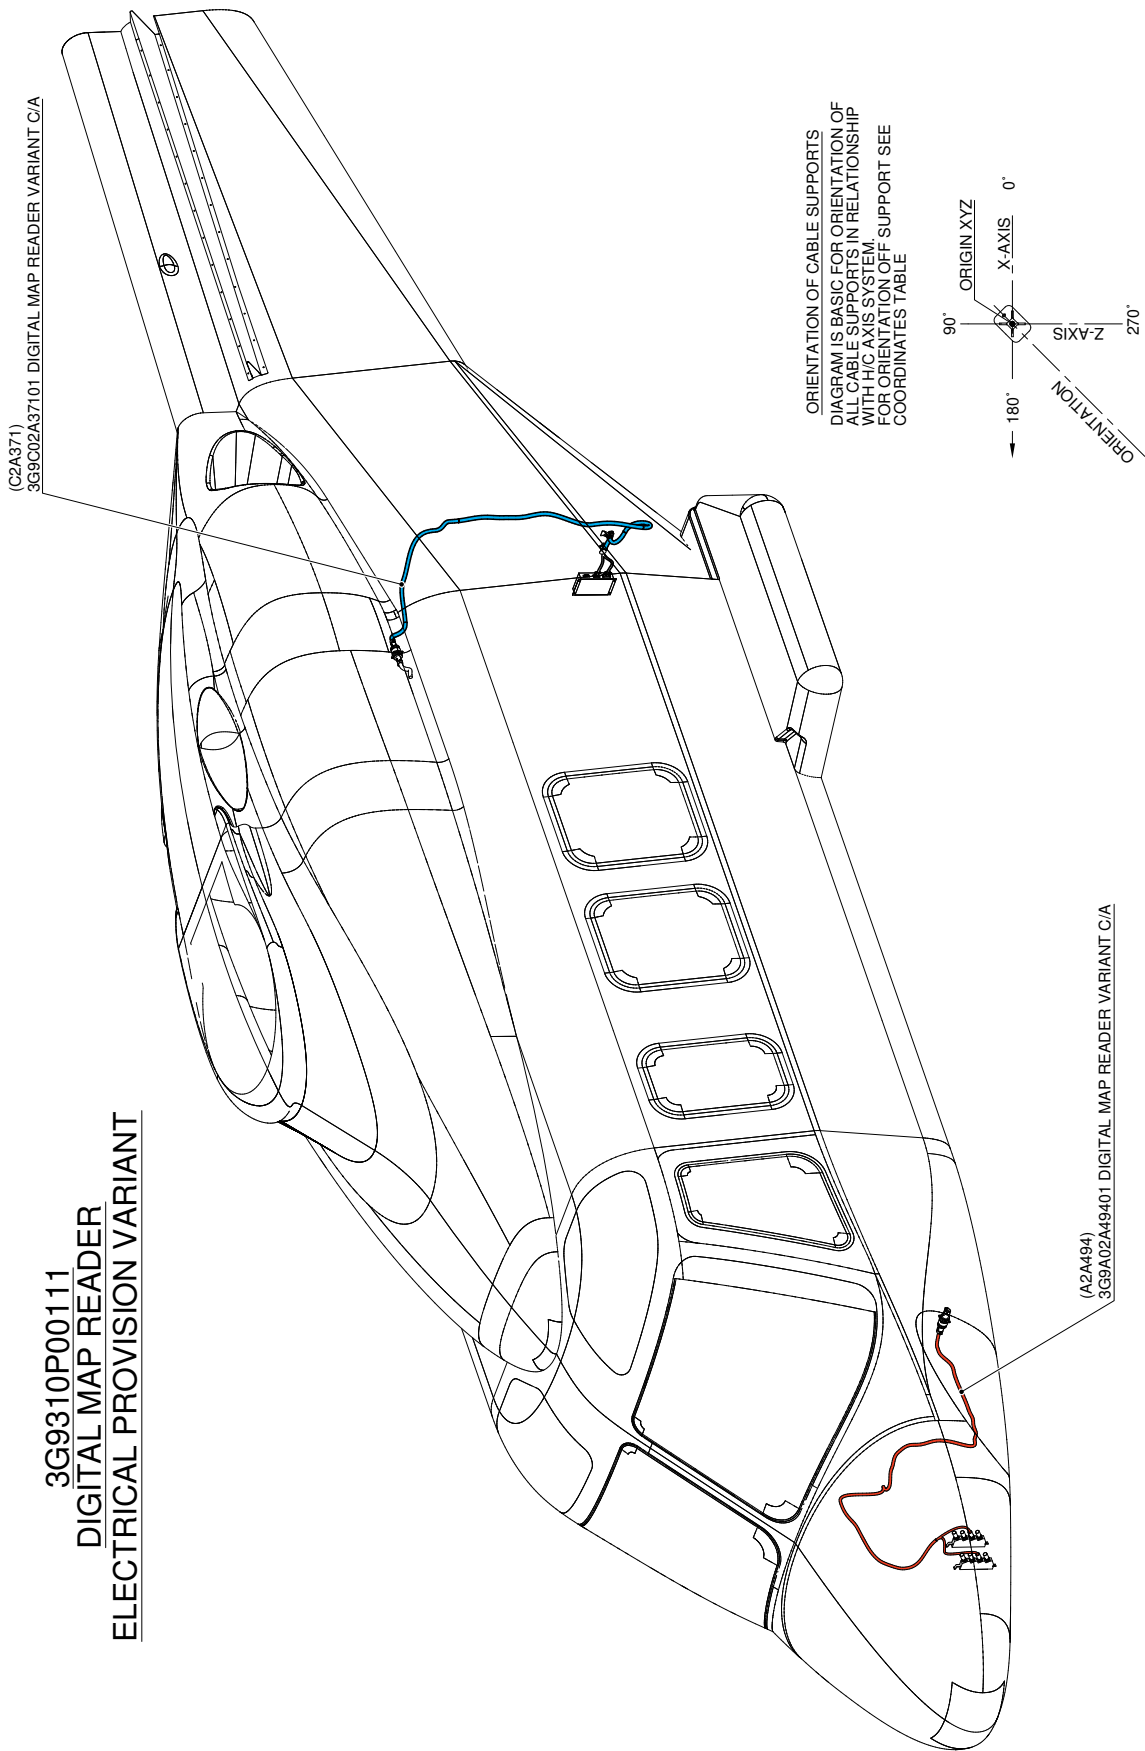 3G9310P00111
DIGITAL MAP READER
ELECTRICAL PROVISION VARIANT
(C2A371)
3G9C02A37101 DIGITAL MAP READER VARIANT C/A
(A2A494)
3G9A02A49401 DIGITAL MAP READER VARIANT C/A
ORIENTATION OF CABLE SUPPORTS
DIAGRAM IS BASIC FOR ORIENTATION OF
ALL CABLE SUPPORTS IN RELATIONSHIP
WITH H/C AXIS SYSTEM.
FOR ORIENTATION OFF SUPPORT SEE
COORDINATES TABLE
ORIGIN XYZ
90°
X-AXIS
0°
180°
Z-AXIS
270°
ORIENTATION